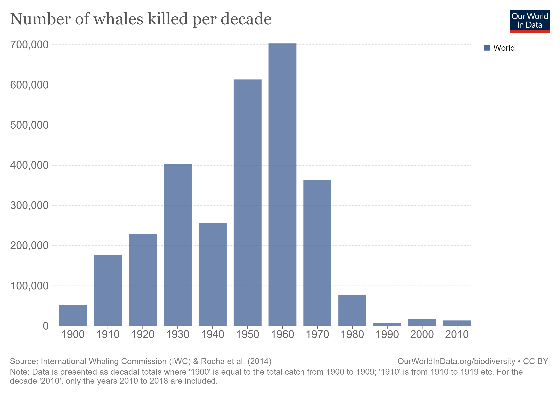 Number of whales killed per decade
Our World
in Data
World
700,000
600,000
500,000
400,000
300,000
200,000
100,000
0
1900 1910 1920 1930 1940 1950 1960 1970 1980 1990 2000 2010
Source: International Whaling Commission (IWC) & Rocha et al. (2014)
OurWorldInData.org/biodiversity • CC BY
Note: Data is presented as decadal totals where '1900' is equal to the total catch from 1900 to 1909; '1910' is from 1910 to 1919 etc. For the
decade '2010', only the years 2010 to 2018 are included.